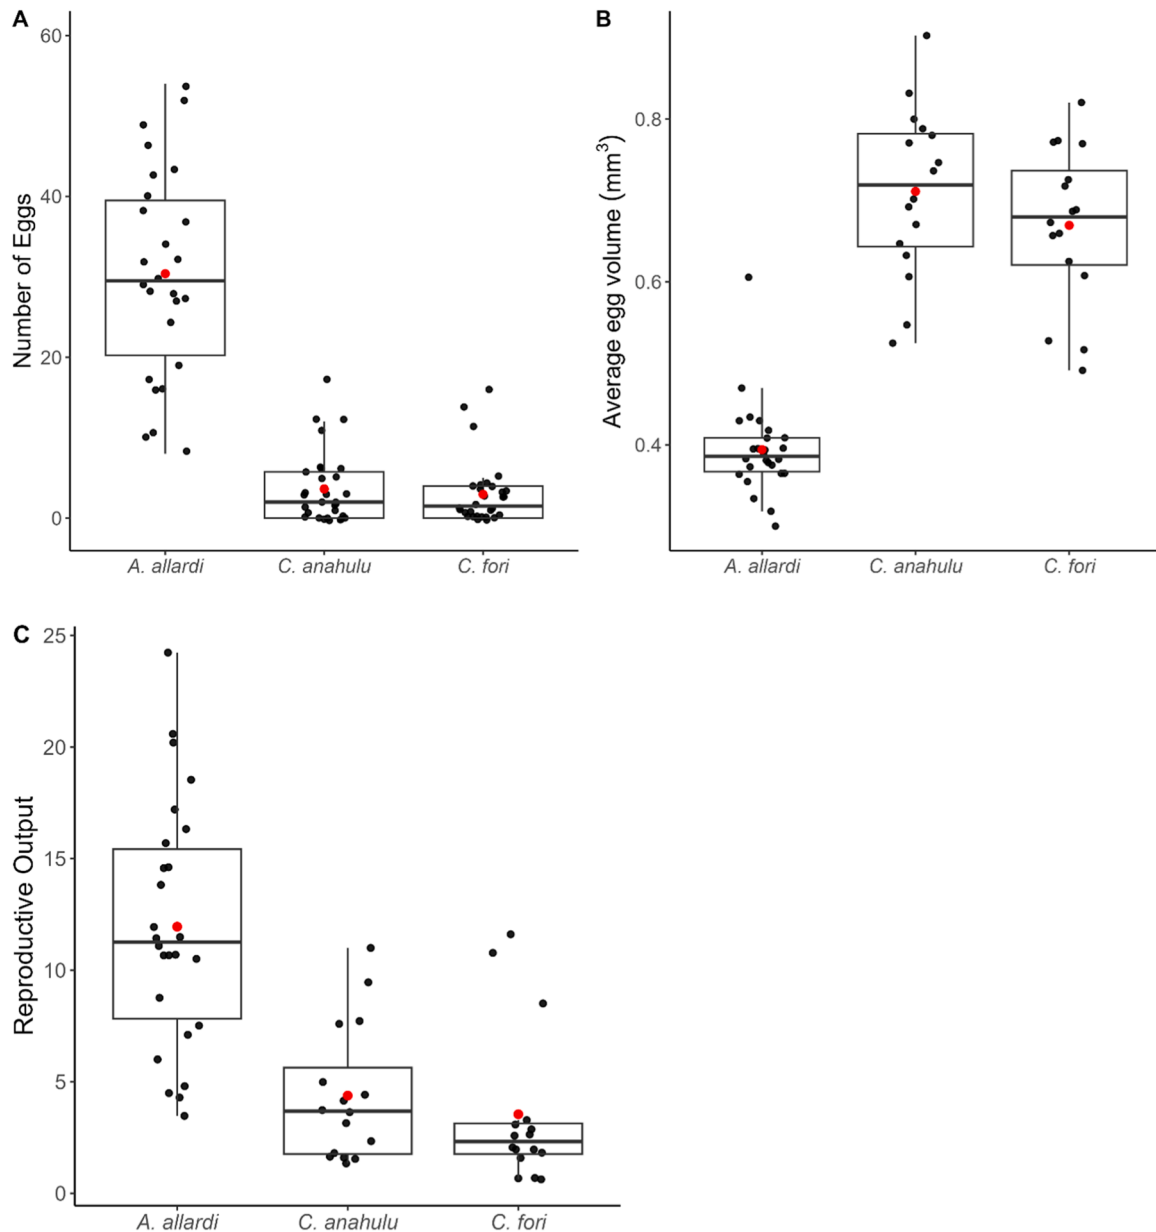 A
Number of Eggs
60
40
20
0
A. allardi
C. anahulu
C. fori
B
Average egg volume (mm³)
0.8
0.6
0.4
A. allardi
C. anahulu
C. fori
C
Reproductive Output
25
20
15
10
5
0
A. allardi
C. anahulu
C. fori